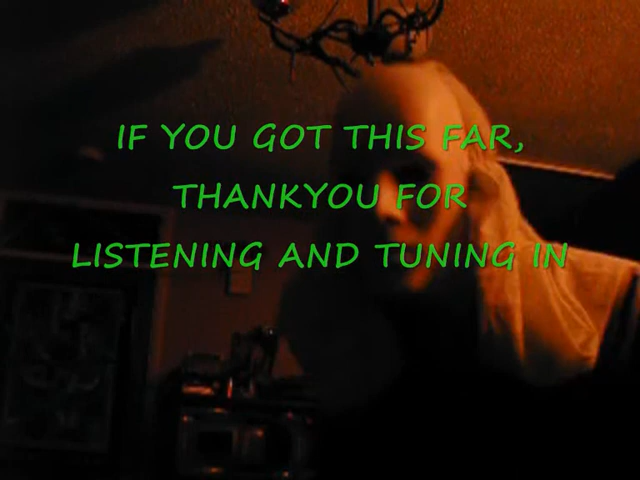 IF YOU GOT THIS FAR,
THANKYOU FOR
LISTENING AND TUNING IN